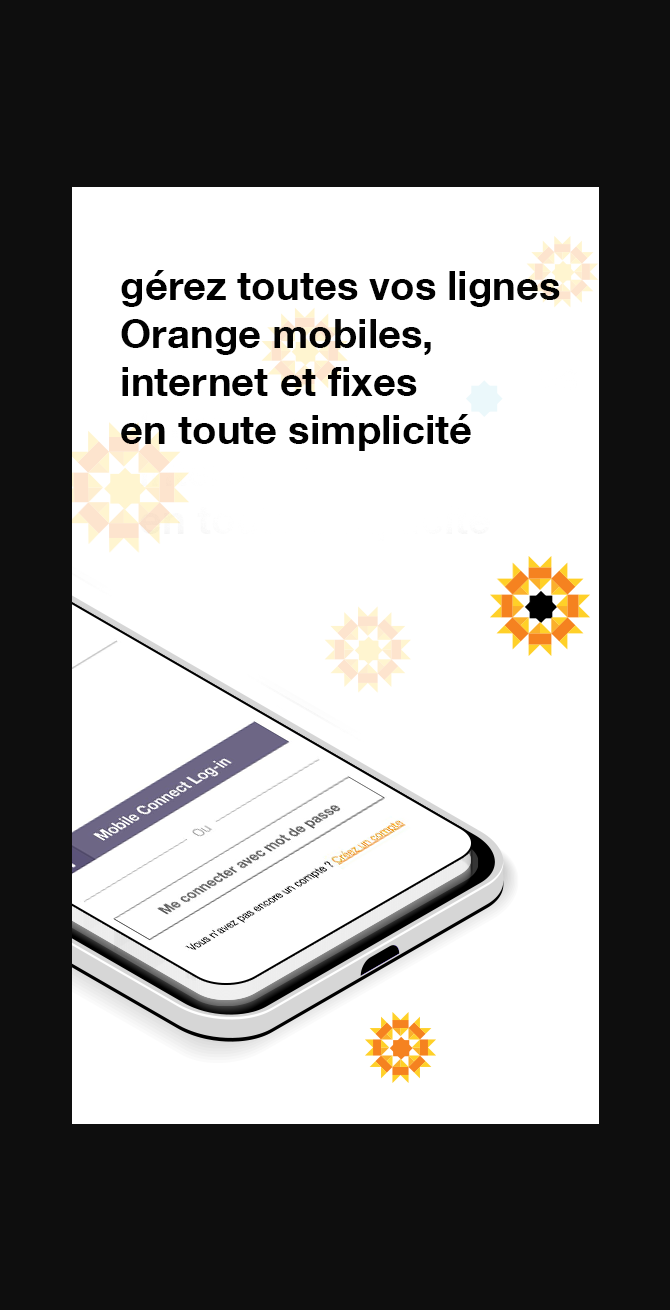 gérez toutes vos lignes
Orange mobiles,
internet et fixes
en toute simplicité
Mobile Connect Log-in
Ou
Me connecter avec mot de passe
Vous n'avez pas encore un compte ? Créez un compte